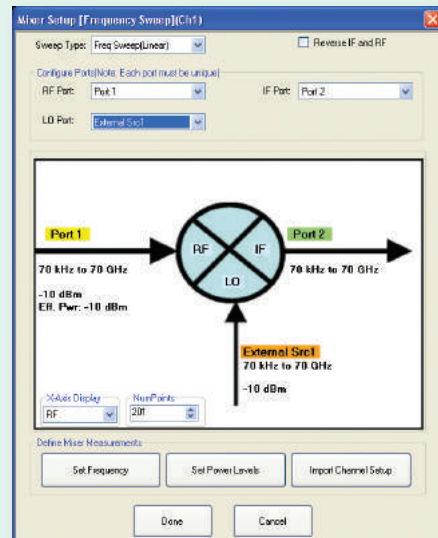 Mixer Setup [Frequency Sweep](Ch1)
Sweep Type: Freq Sweep(Linear)
Reverse IF and RF
Configure Ports(Note: Each port must be unique)
RF Port: Port 1
IF Port: Port 2
LO Port: External Src1
Port 1
Port 2
RF
IF
LO
70 kHz to 70 GHz
70 kHz to 70 GHz
-10 dBm
Eff. Pwr: -10 dBm
External Src1
70 kHz to 70 GHz
-10 dBm
X-Axis Display
NumPoints
RF
201
Define Mixer Measurements
Set Frequency
Set Power Levels
Import Channel Setup
Done
Cancel